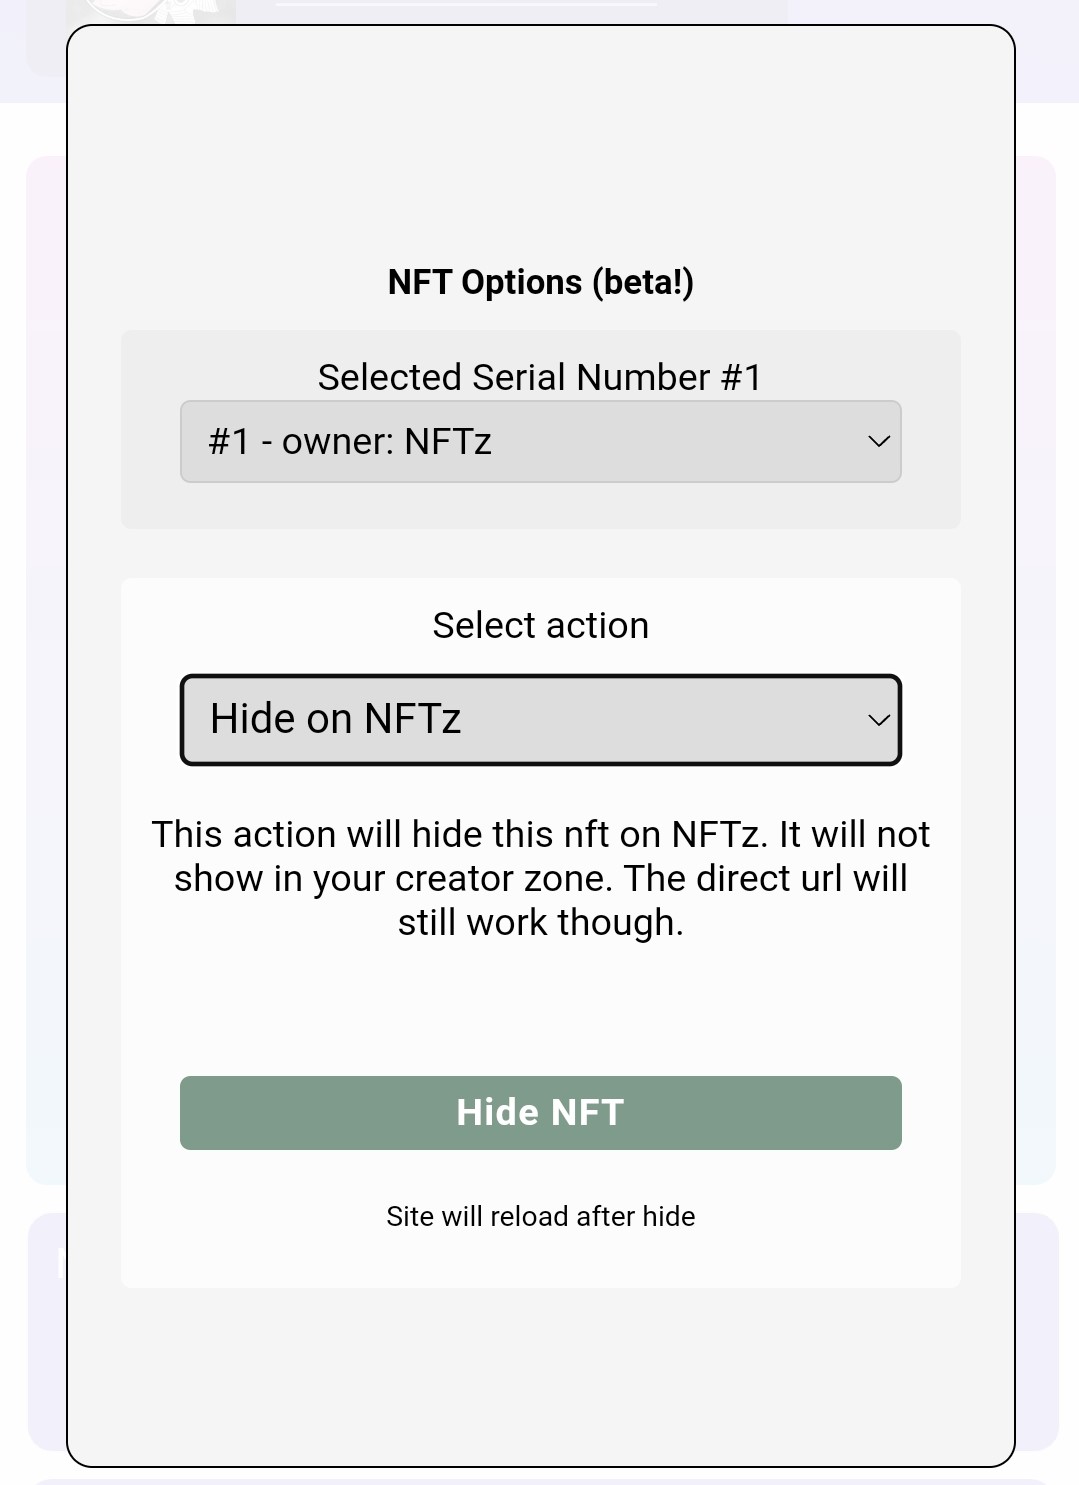 NFT Options (beta!)
Selected Serial Number #1
#1 - owner: NFTz
Select action
Hide on NFTz
This action will hide this nft on NFTz. It will not
show in your creator zone. The direct url will
still work though.
Hide NFT
Site will reload after hide